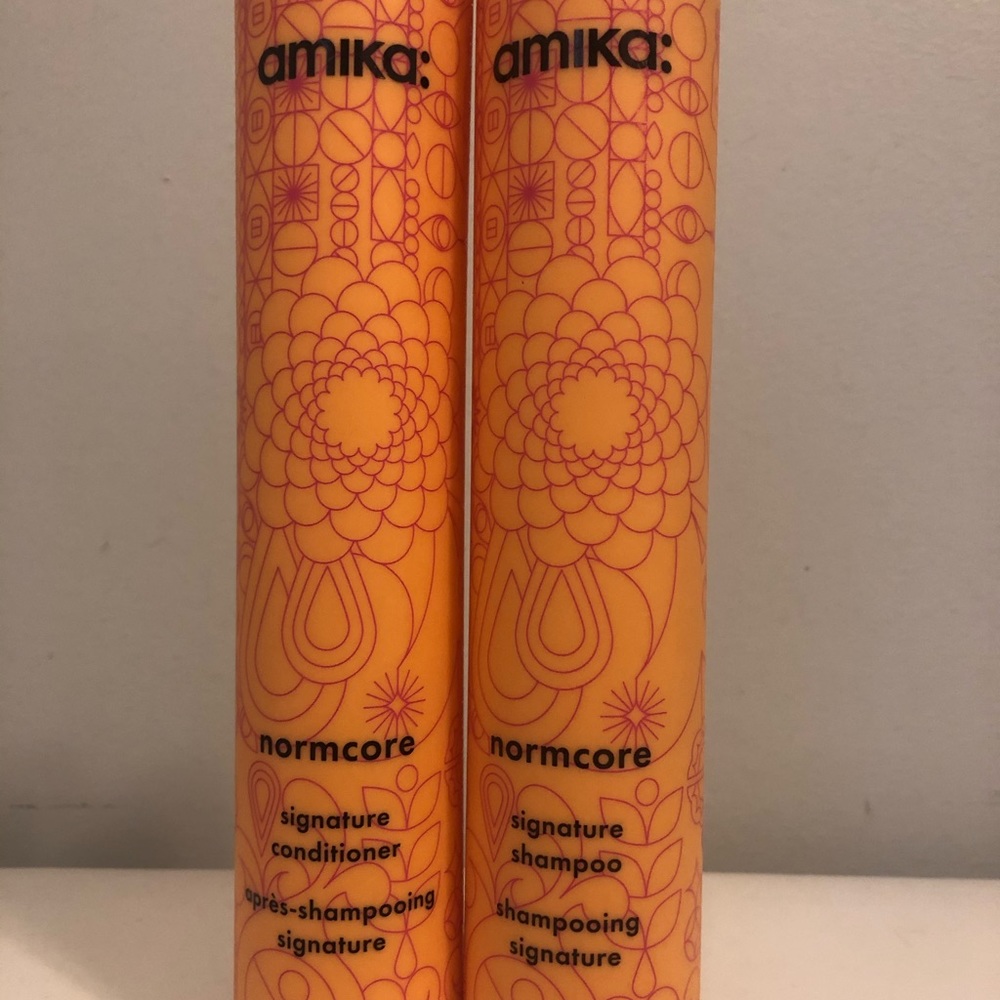 amika:
normcore
signature
conditioner
après-shampooing
signature
amika:
normcore
signature
shampoo
shampooing
signature